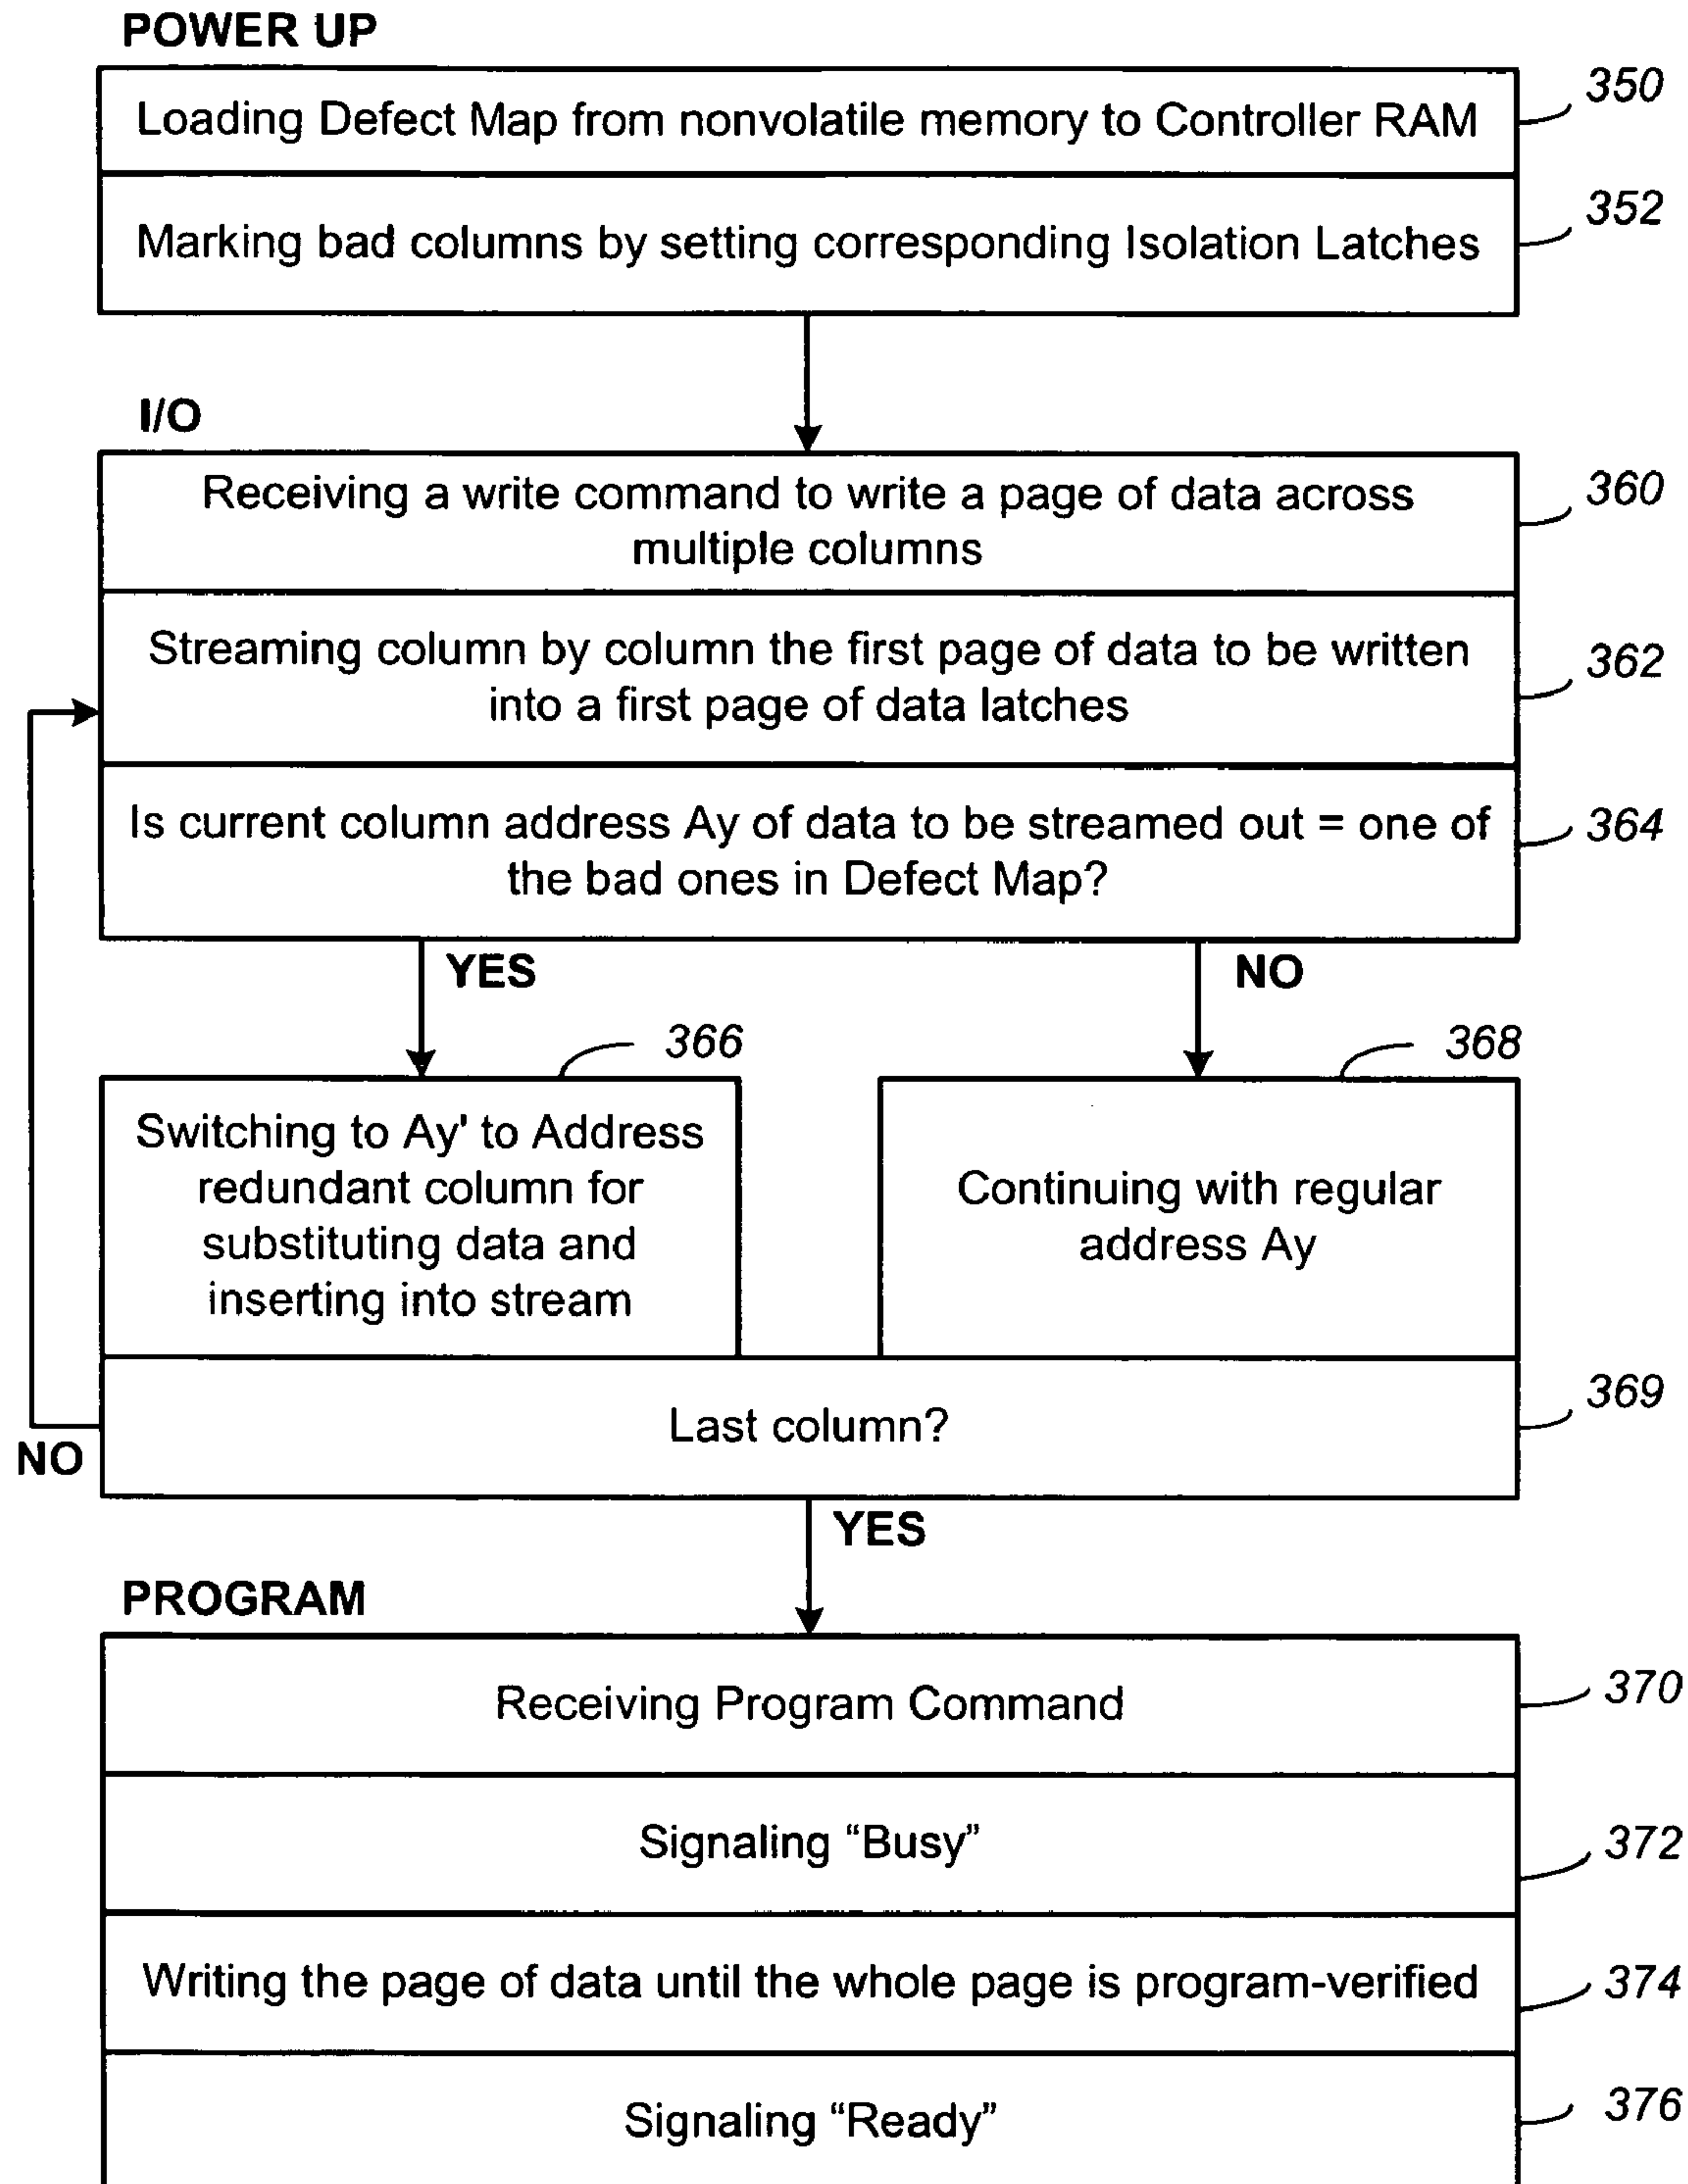 POWER UP
Loading Defect Map from nonvolatile memory to Controller RAM
350
Marking bad columns by setting corresponding Isolation Latches
352
I/O
Receiving a write command to write a page of data across
multiple columns
360
Streaming column by column the first page of data to be written
into a first page of data latches
362
Is current column address Ay of data to be streamed out = one of
the bad ones in Defect Map?
364
YES
NO
366
368
Switching to Ay' to Address
redundant column for
substituting data and
inserting into stream
Continuing with regular
address Ay
Last column?
369
NO
YES
PROGRAM
Receiving Program Command
370
Signaling “Busy”
372
Writing the page of data until the whole page is program-verified
374
Signaling “Ready”
376